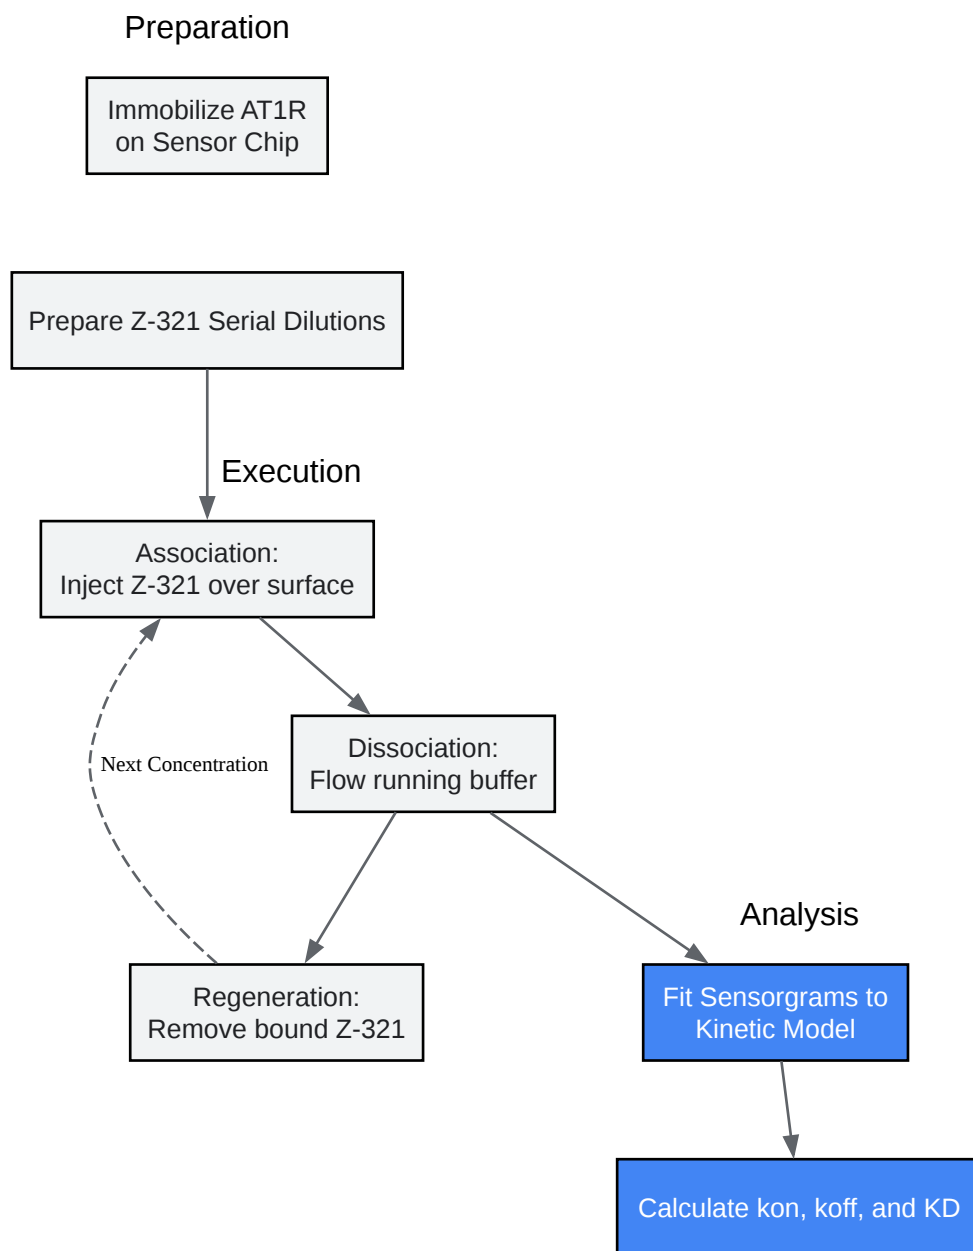 Preparation
Immobilize AT1R
on Sensor Chip
Prepare Z-321 Serial Dilutions
Execution
Association:
Inject Z-321 over surface
Dissociation:
Flow running buffer
Next Concentration
Analysis
Regeneration:
Remove bound Z-321
Fit Sensorgrams to
Kinetic Model
Calculate kon, koff, and KD